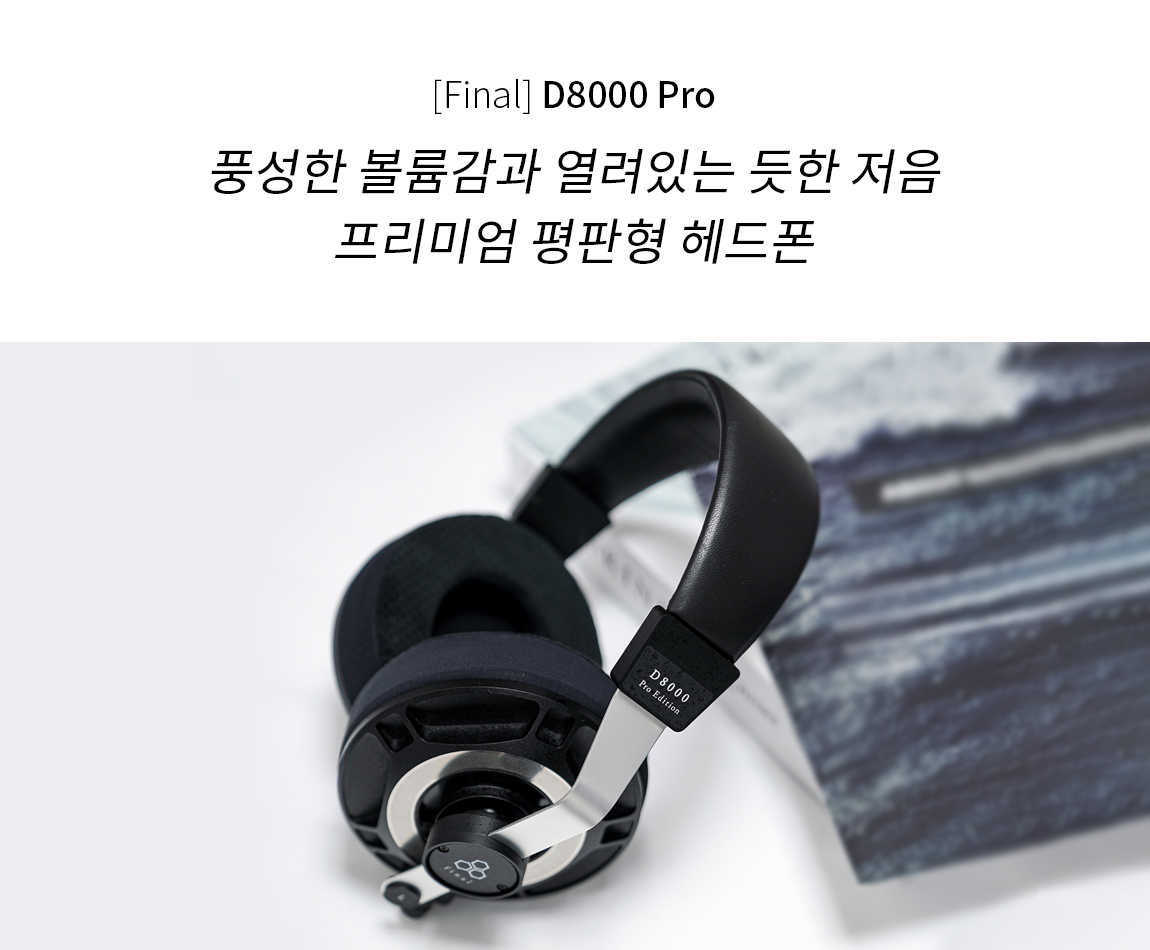 [Final] D8000 Pro
풍성한 볼륨감과 열려있는 듯한 저음
프리미엄 평판형 헤드폰
D8000
Pro Edition
final